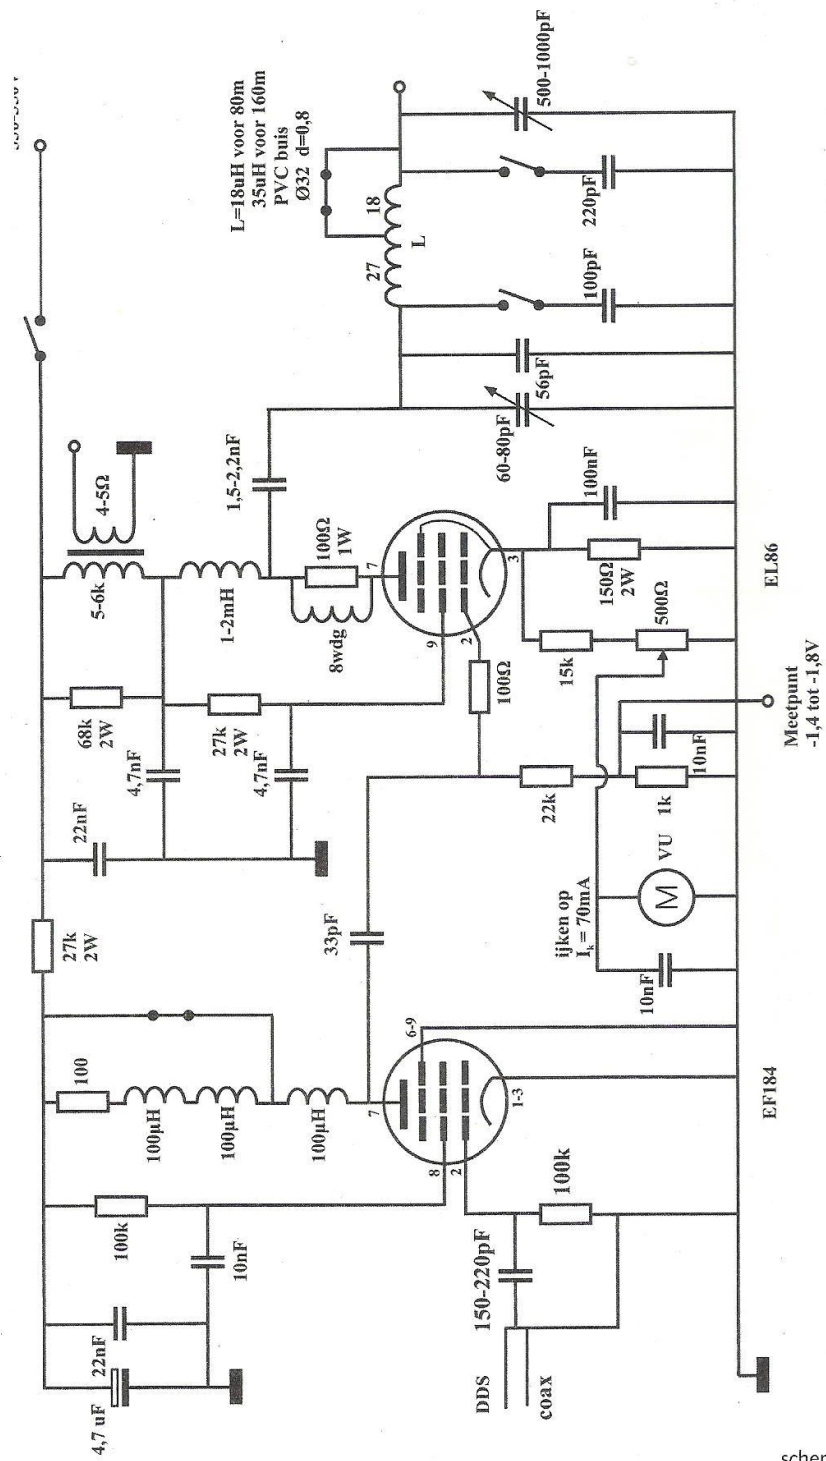 L=18uH voor 80m
35uH voor 160m
PVC buis
Ø32 d=0,8
18
L
27
500-1000pF
220pF
100pF
56pF
60-80pF
4-5Ω
5-6k
1,5-2,2nF
1-2mH
100Ω
1W
7
8wdg
68k
2W
27k
2W
4,7nF
4,7nF
22nF
9
2
3
100Ω
100nF
150Ω
2W
15k
500Ω
EL86
27k
2W
33pF
22k
1k
10nF
Meetpunt
-1,4 tot -1,8V
M
VU
ijken op
Ik = 70mA
10nF
100
100µH
100µH
100µH
7
6-9
8
2
1-3
EF184
100k
10nF
22nF
4,7 uF
150-220pF
100k
DDS
coax